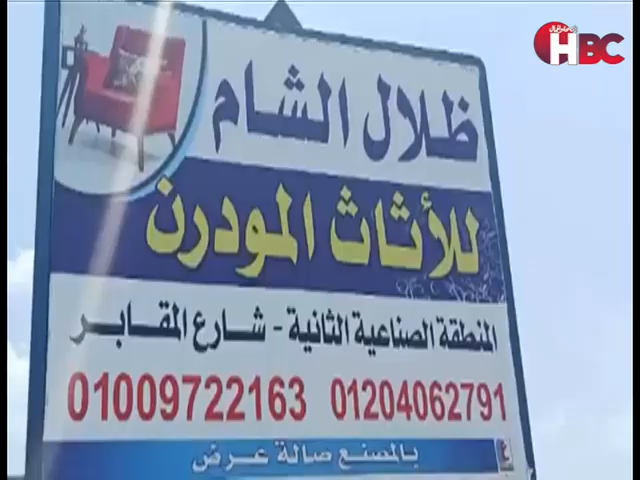 HBC
ظلال الشام
للأثاث المودرن
المنطقة الصناعية الثانية - شارع المقابر
01009722163 01204062791
بالمصنع صالة عرض